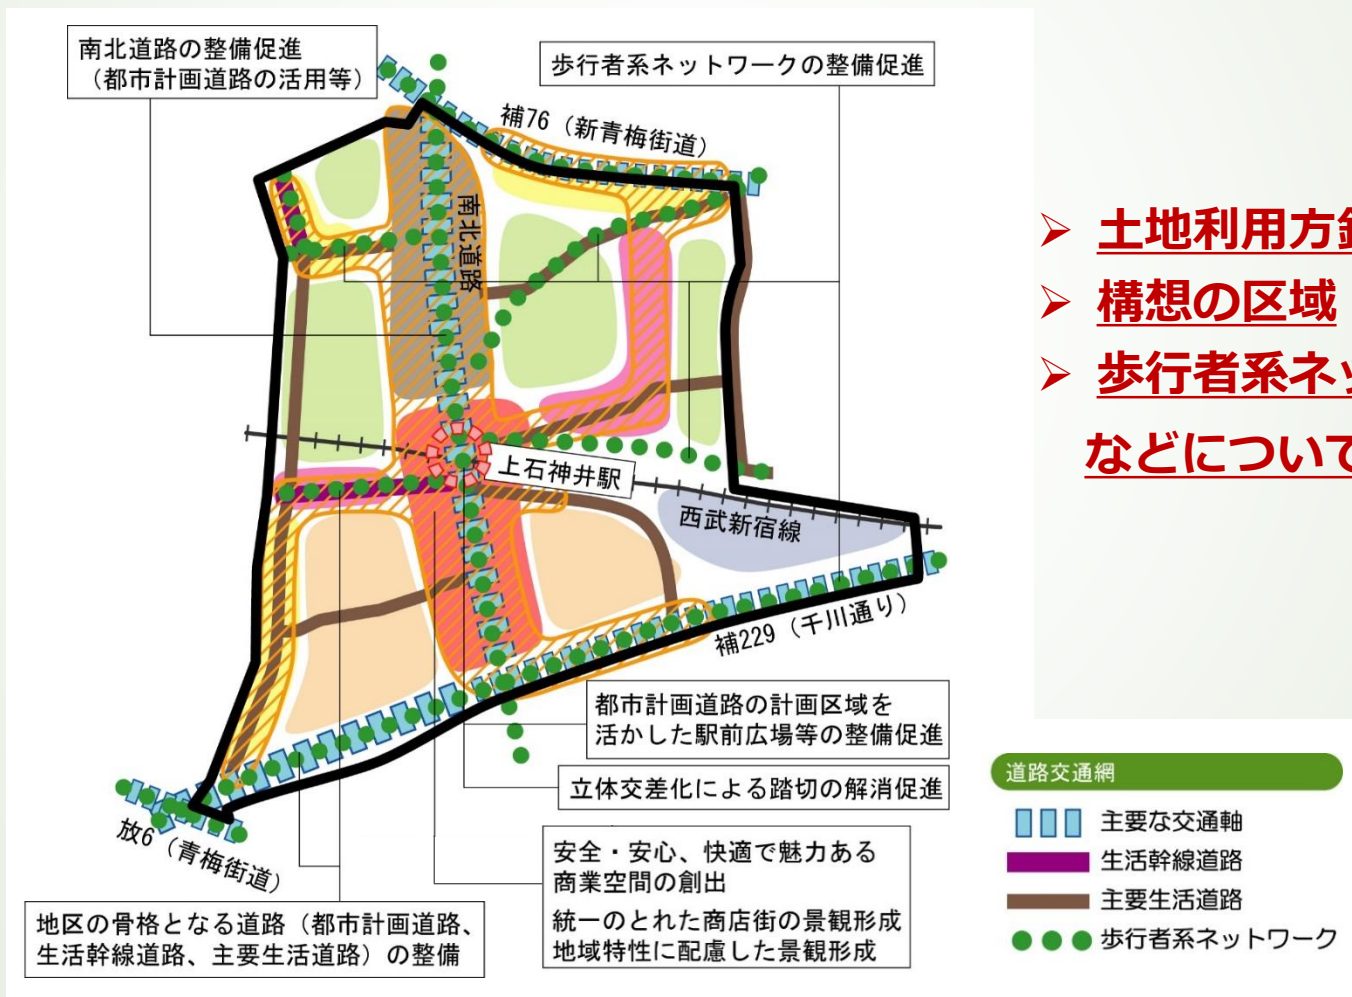 南北道路の整備促進
（都市計画道路の活用等）
歩行者系ネットワークの整備促進
補76（新青梅街道）
南北道路
上石神井駅
西武新宿線
補229（千川通り）
放6（青梅街道）
都市計画道路の計画区域を
活かした駅前広場等の整備促進
立体交差化による踏切の解消促進
安全・安心、快適で魅力ある
商業空間の創出
統一のとれた商店街の景観形成
地域特性に配慮した景観形成
地区の骨格となる道路（都市計画道路、
生活幹線道路、主要生活道路）の整備
➢ 土地利用方
➢ 構想の区域
➢ 歩行者系ネッ
などについて
道路交通網
主要な交通軸
生活幹線道路
主要生活道路
歩行者系ネットワーク